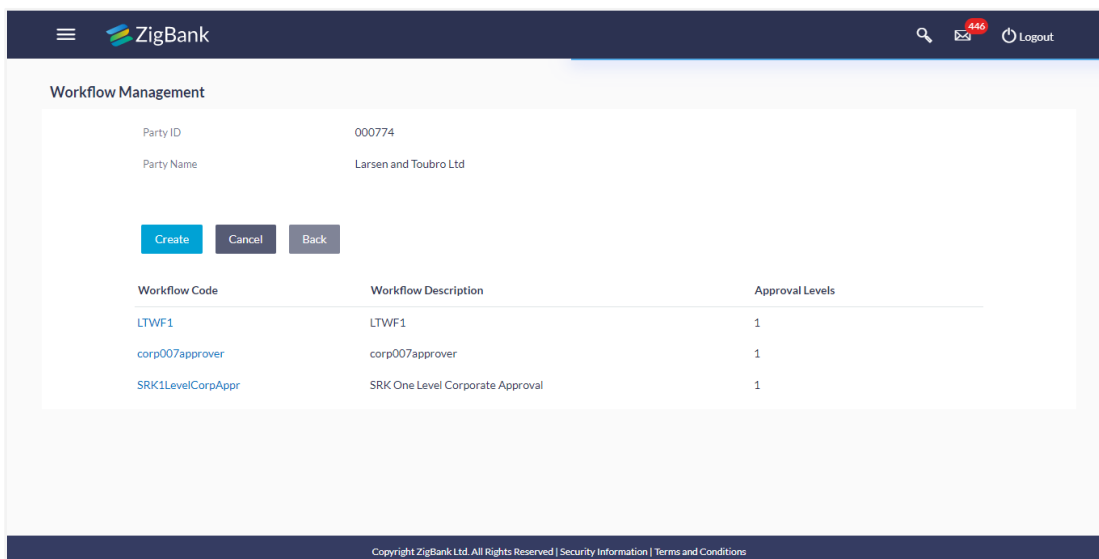 ZigBank 446 Logout
Workflow Management
Party ID 000774
Party Name Larsen and Toubro Ltd
Create Cancel Back
Workflow Code Workflow Description Approval Levels
LTWF1 LTWF1 1
corp007approver corp007approver 1
SRK1LevelCorpAppr SRK One Level Corporate Approval 1
Copyright ZigBank Ltd. All Rights Reserved | Security Information | Terms and Conditions